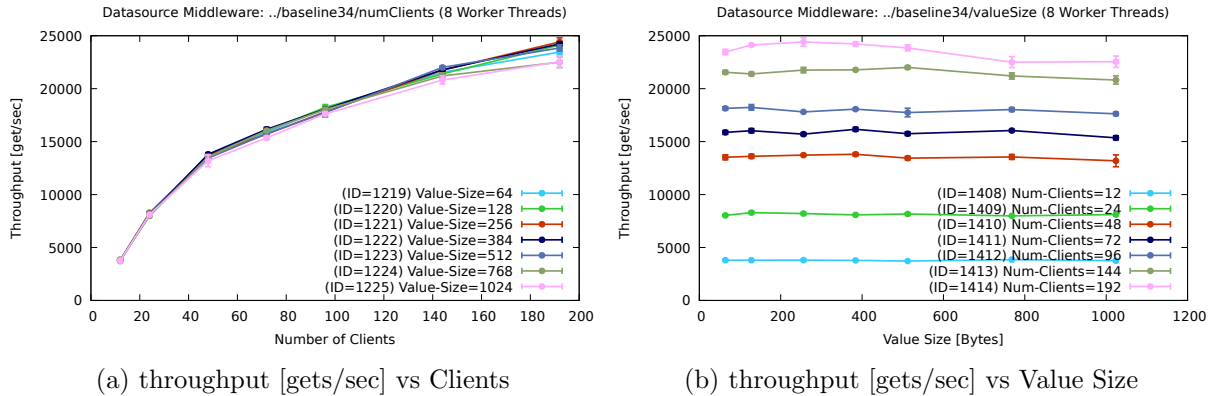 Datasource Middleware: ../baseline34/numClients (8 Worker Threads)
Throughput [get/sec]
25000
20000
15000
10000
5000
0
(ID=1219) Value-Size=64
(ID=1220) Value-Size=128
(ID=1221) Value-Size=256
(ID=1222) Value-Size=384
(ID=1223) Value-Size=512
(ID=1224) Value-Size=768
(ID=1225) Value-Size=1024
0 20 40 60 80 100 120 140 160 180 200
Number of Clients
(a) throughput [gets/sec] vs Clients
Datasource Middleware: ../baseline34/valueSize (8 Worker Threads)
Throughput [get/sec]
25000
20000
15000
10000
5000
0
(ID=1408) Num-Clients=12
(ID=1409) Num-Clients=24
(ID=1410) Num-Clients=48
(ID=1411) Num-Clients=72
(ID=1412) Num-Clients=96
(ID=1413) Num-Clients=144
(ID=1414) Num-Clients=192
0 200 400 600 800 1000 1200
Value Size [Bytes]
(b) throughput [gets/sec] vs Value Size